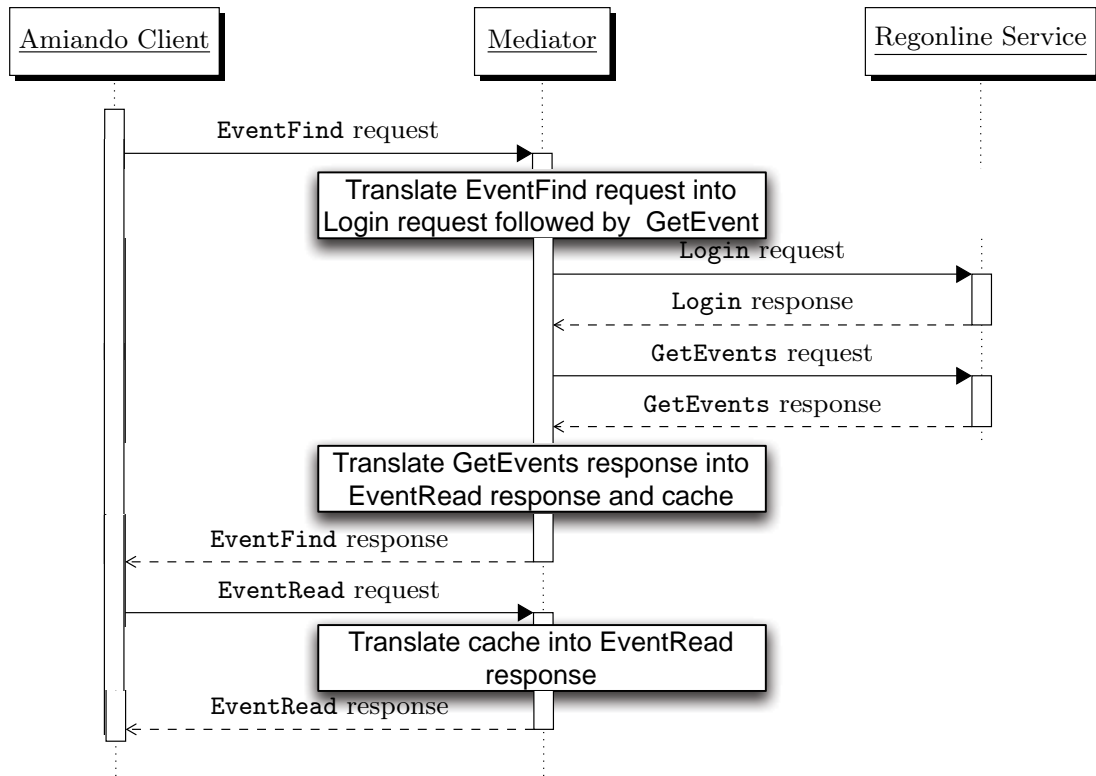 Amiando Client
Mediator
Regonline Service
EventFind request
Translate EventFind request into
Login request followed by  GetEvent
Login request
Login response
GetEvents request
GetEvents response
Translate GetEvents response into
EventRead response and cache
EventFind response
EventRead request
Translate cache into EventRead
response
EventRead response